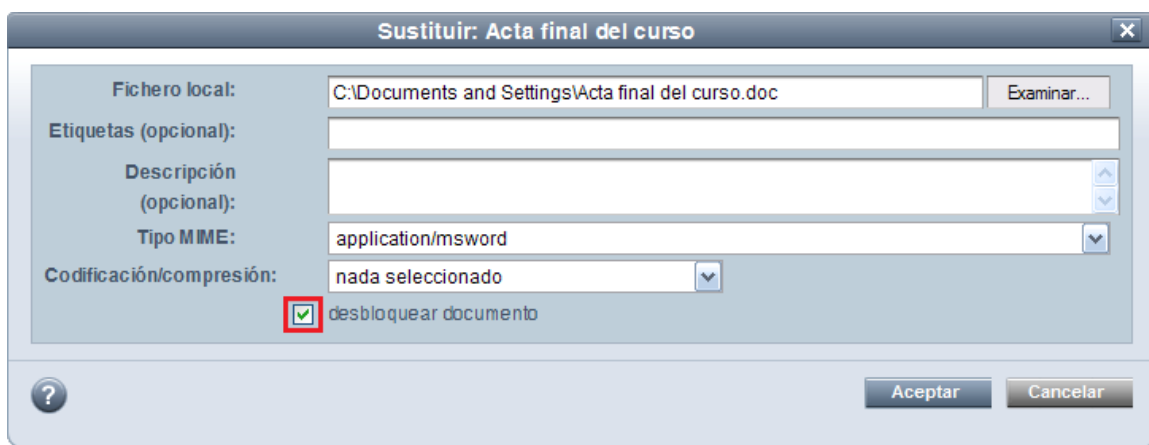 Sustituir: Acta final del curso
Fichero local: C:\Documents and Settings\Acta final del curso.doc Examinar...
Etiquetas (opcional):
Descripción
(opcional):
Tipo MIME: application/msword
Codificación/compresión: nada seleccionado
desbloquear documento
? Aceptar Cancelar